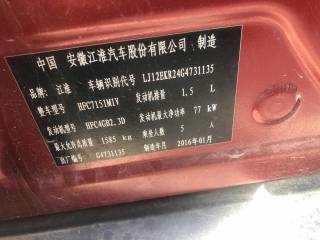 中国 安徽江淮汽车股份有限公司 制造
品牌：江淮 车辆识别代号 LJ12EKR24G4731135
整车型号 HFC7151M1V 发动机排量 1.5 L
发动机型号 HFC4GB2.3D 发动机最大净功率 77 kW
最大允许总质量 1585 kg 乘坐人数 5 人
出厂编号 G4731135 制造年月 2016年01月